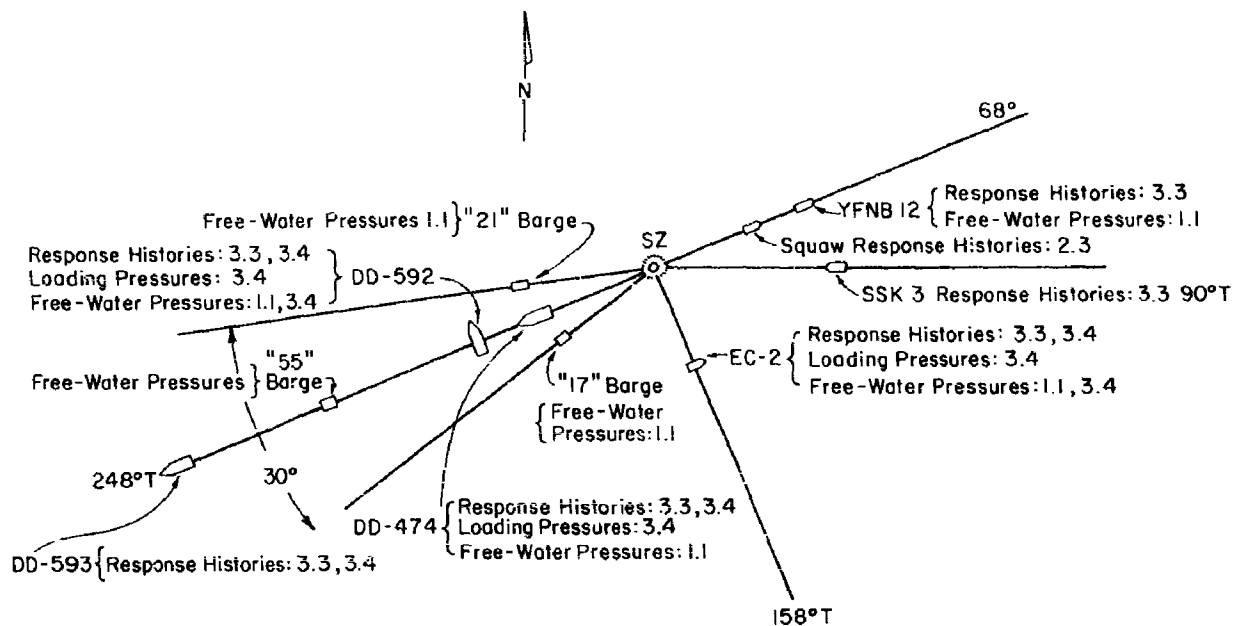 N
68°
YFNB 12 { Response Histories: 3.3
Free-Water Pressures: 1.1
Squaw Response Histories: 2.3
SZ
Free-Water Pressures 1.1 } "21" Barge
Response Histories: 3.3, 3.4
Loading Pressures: 3.4
Free-Water Pressures: 1.1, 3.4
} DD-592
SSK 3 Response Histories: 3.3 90°T
EC-2 { Response Histories: 3.3, 3.4
Loading Pressures: 3.4
Free-Water Pressures: 1.1, 3.4
Free-Water Pressures } "55"
Barge
"17" Barge
{ Free-Water
Pressures: 1.1
248°T
30°
DD-474 { Response Histories: 3.3, 3.4
Loading Pressures: 3.4
Free-Water Pressures: 1.1
DD-593 { Response Histories: 3.3, 3.4
158°T